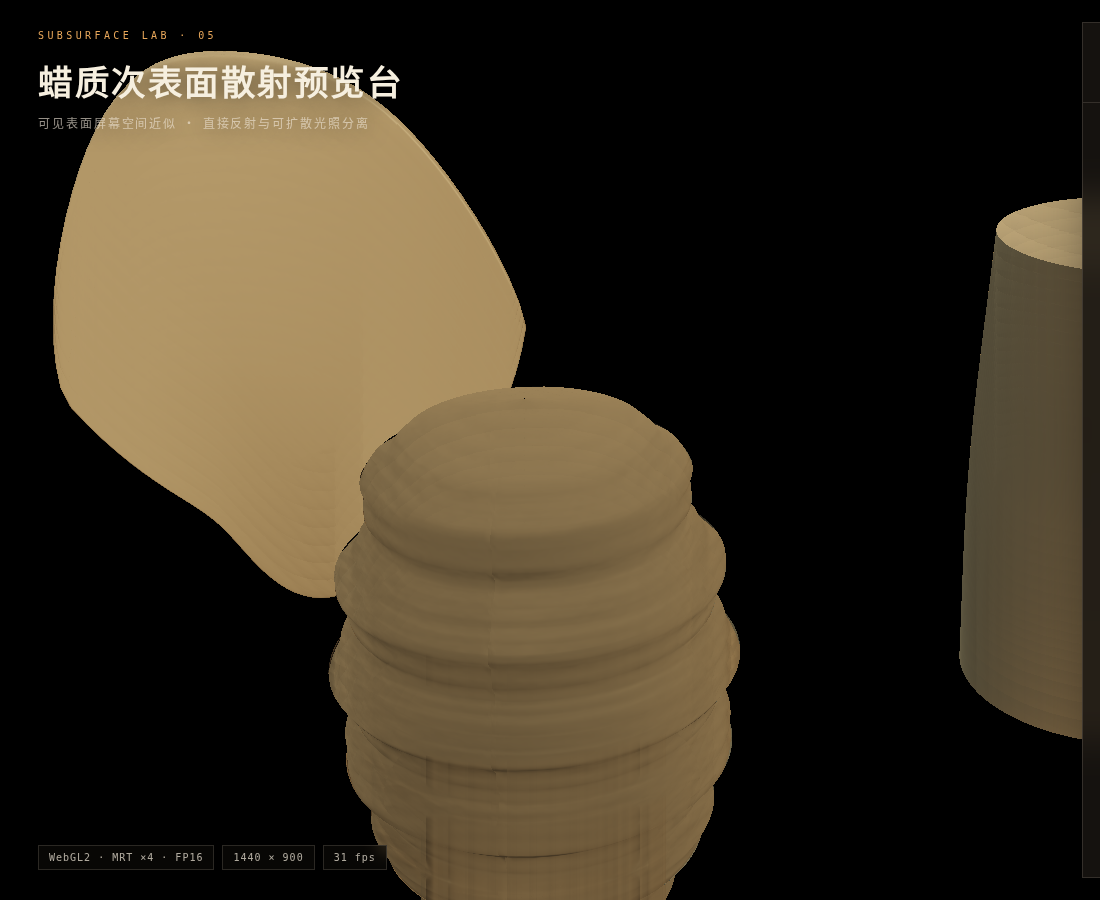 SUBSURFACE LAB · 05
蜡质次表面散射预览台
可见表面屏幕空间近似 • 直接反射与可扩散光照分离
WebGL2 · MRT ×4 · FP16
1440 × 900
31 fps